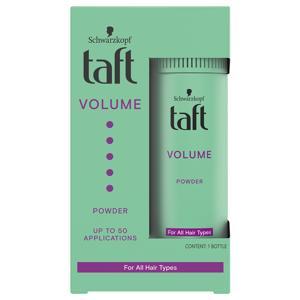 Schwarzkopf
taft
VOLUME
POWDER
UP TO 50
APPLICATIONS
For All Hair Types
Schwarzkopf
taft
VOLUME
POWDER
For All Hair Types
CONTENT: 1 BOTTLE